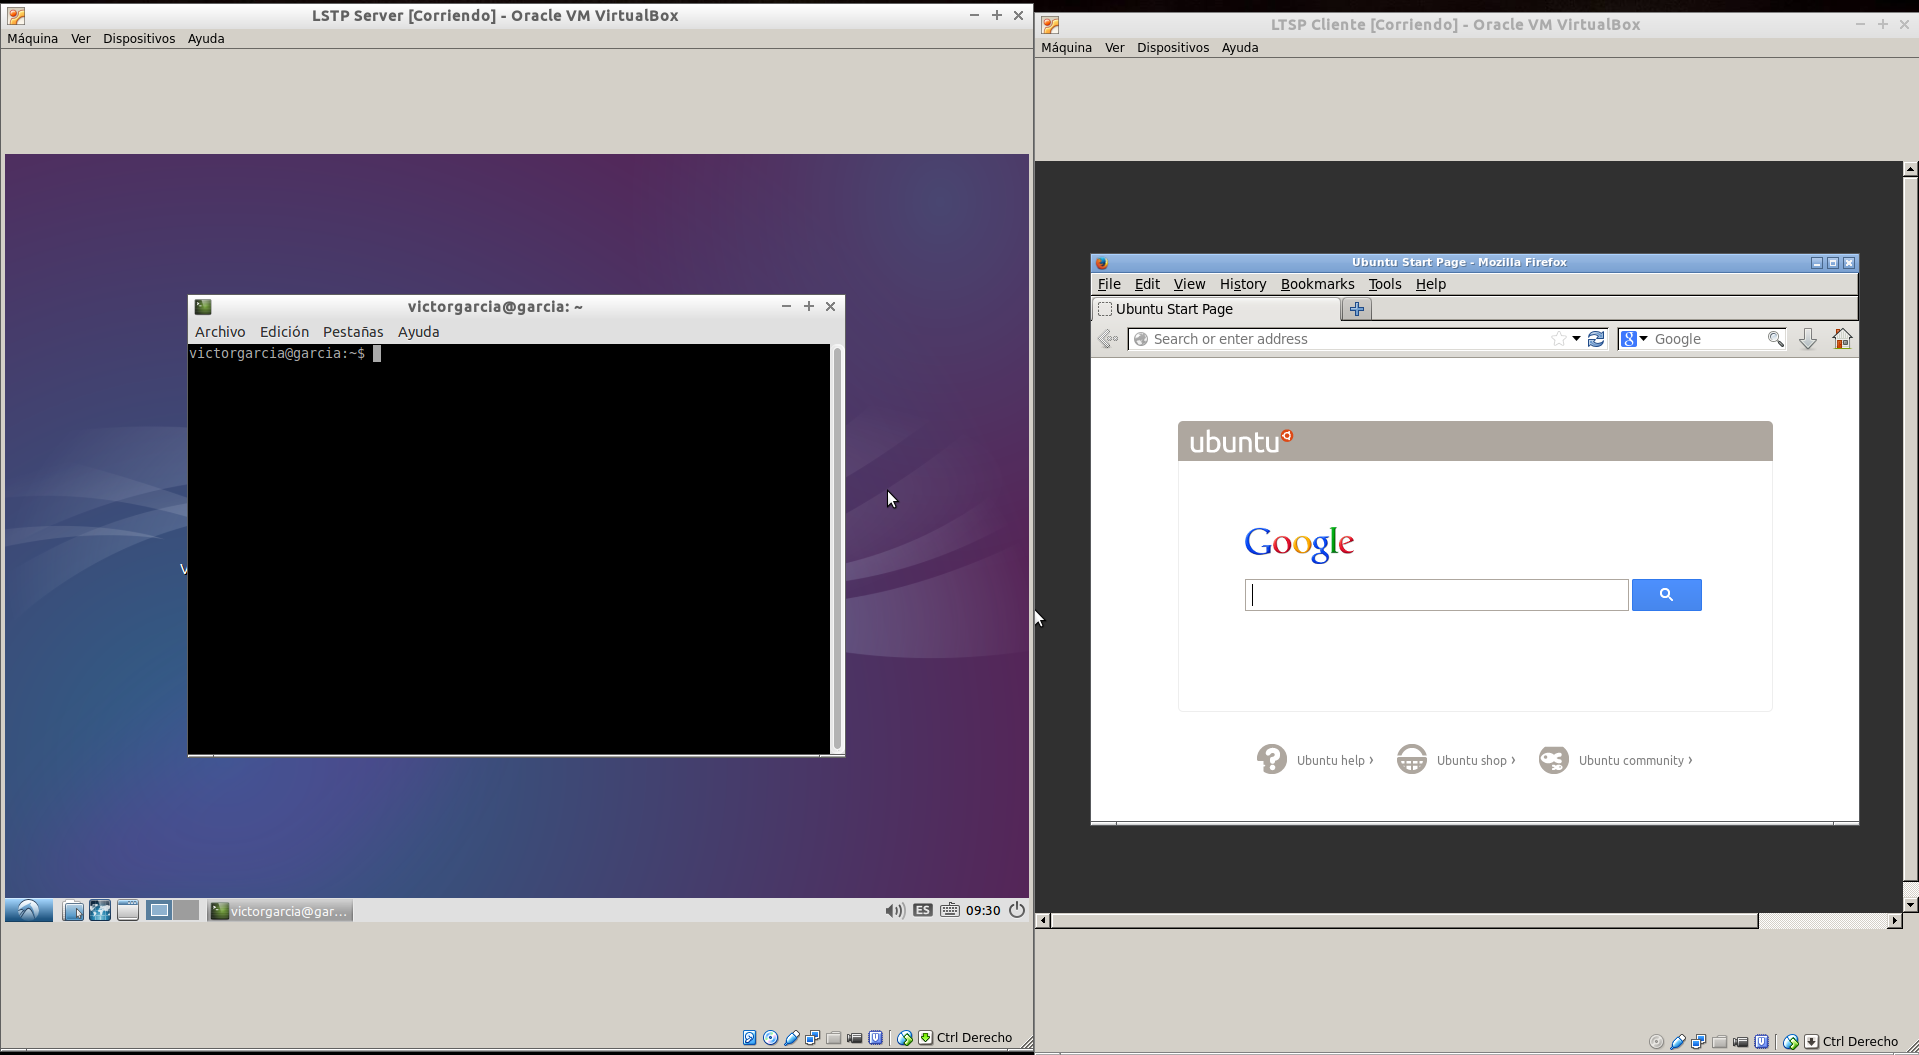 LSTP Server [Corriendo] - Oracle VM VirtualBox
Máquina Ver Dispositivos Ayuda
victorgarcia@garcia: ~
Archivo Edición Pestañas Ayuda
victorgarcia@garcia:~$
V
victorgarcia@gar...
ES
09:30
Ctrl Derecho
LTSP Cliente [Corriendo] - Oracle VM VirtualBox
Máquina Ver Dispositivos Ayuda
Ubuntu Start Page - Mozilla Firefox
File Edit View History Bookmarks Tools Help
Ubuntu Start Page
Search or enter address
8 Google
ubuntu
Google
Ubuntu help ›
Ubuntu shop ›
Ubuntu community ›
Ctrl Derecho